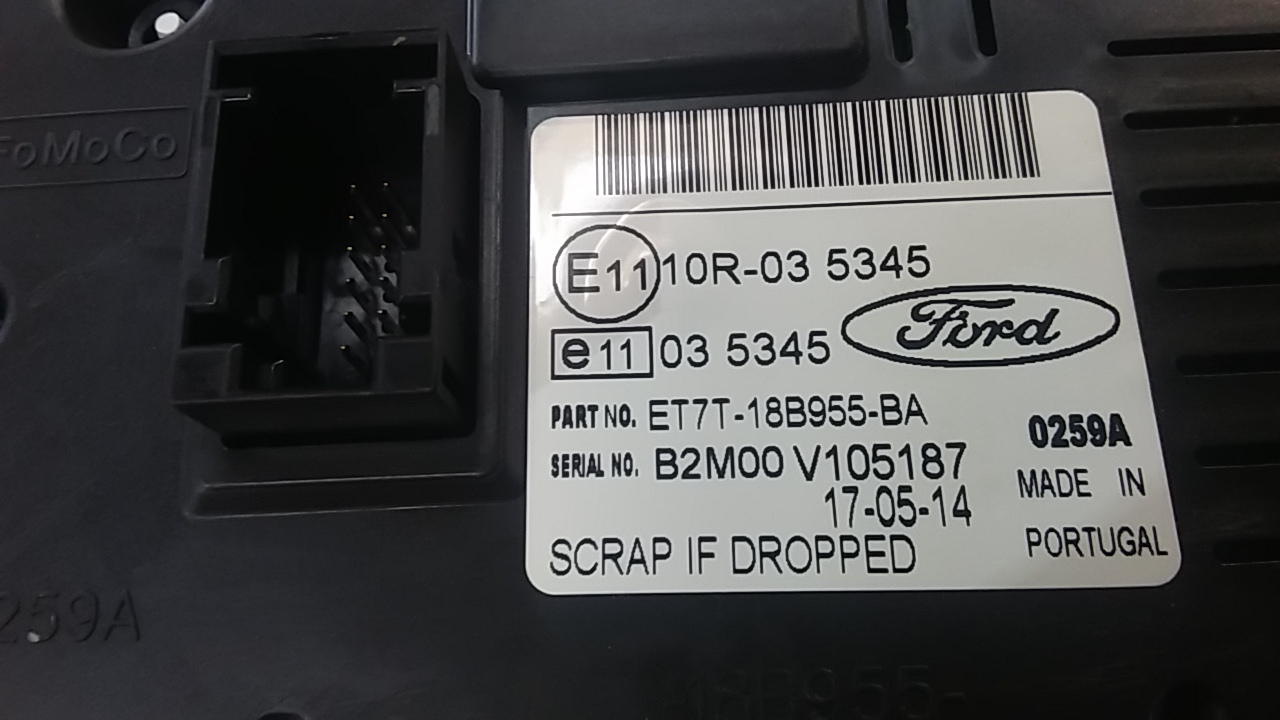 FoMoCo
E11 10R-03 5345
e11 03 5345
Ford
PART NO. ET7T-18B955-BA
0259A
SERIAL NO. B2M00 V105187
MADE IN
17-05-14
PORTUGAL
SCRAP IF DROPPED
259A
18B955-